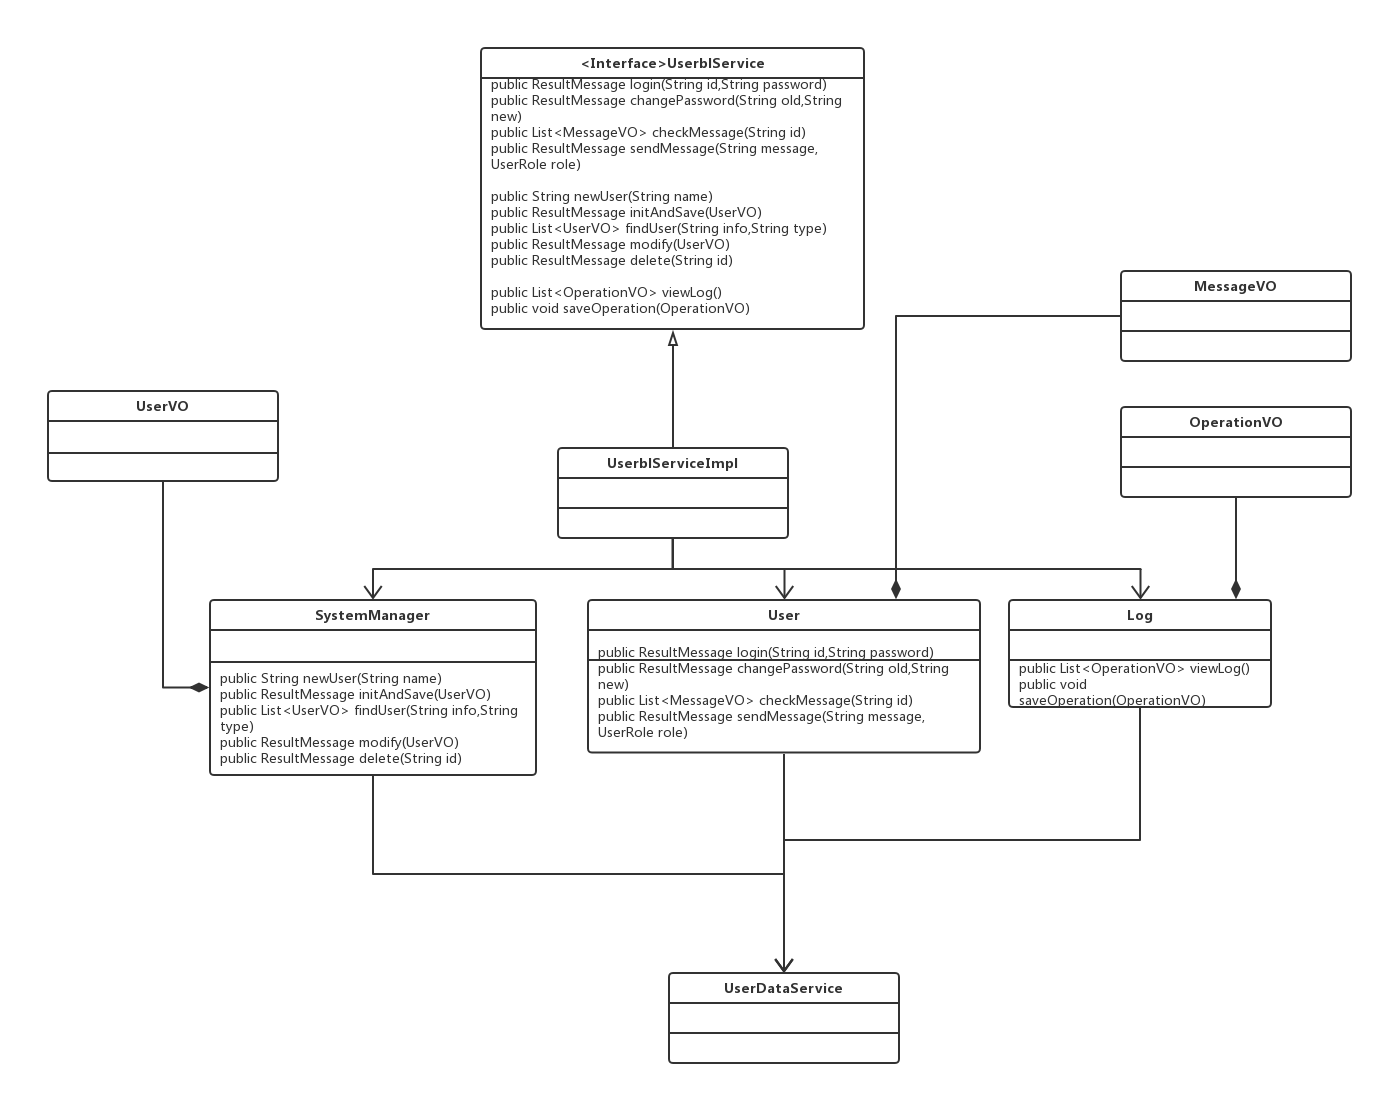 <Interface>UserblService
public ResultMessage login(String id,String password)
public ResultMessage changePassword(String old,String
new)
public List<MessageVO> checkMessage(String id)
public ResultMessage sendMessage(String message,
UserRole role)
public String newUser(String name)
public ResultMessage initAndSave(UserVO)
public List<UserVO> findUser(String info,String type)
public ResultMessage modify(UserVO)
public ResultMessage delete(String id)
public List<OperationVO> viewLog()
public void saveOperation(OperationVO)
MessageVO
UserVO
OperationVO
UserblServiceImpl
SystemManager
public String newUser(String name)
public ResultMessage initAndSave(UserVO)
public List<UserVO> findUser(String info,String
type)
public ResultMessage modify(UserVO)
public ResultMessage delete(String id)
User
public ResultMessage login(String id,String password)
public ResultMessage changePassword(String old,String
new)
public List<MessageVO> checkMessage(String id)
public ResultMessage sendMessage(String message,
UserRole role)
Log
public List<OperationVO> viewLog()
public void
saveOperation(OperationVO)
UserDataService